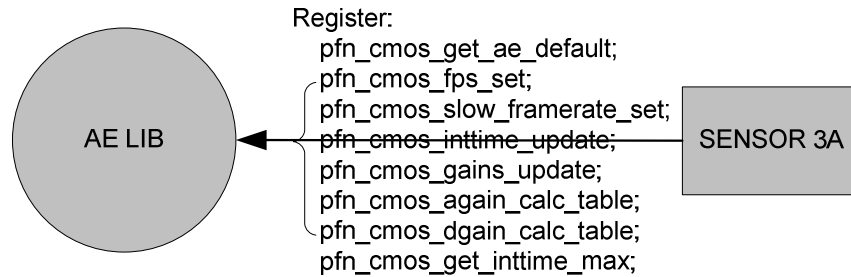 Register:
pfn_cmos_get_ae_default;
pfn_cmos_fps_set;
pfn_cmos_slow_framerate_set;
pfn_cmos_inttime_update;
pfn_cmos_gains_update;
pfn_cmos_again_calc_table;
pfn_cmos_dgain_calc_table;
pfn_cmos_get_inttime_max;
AE LIB
SENSOR 3A